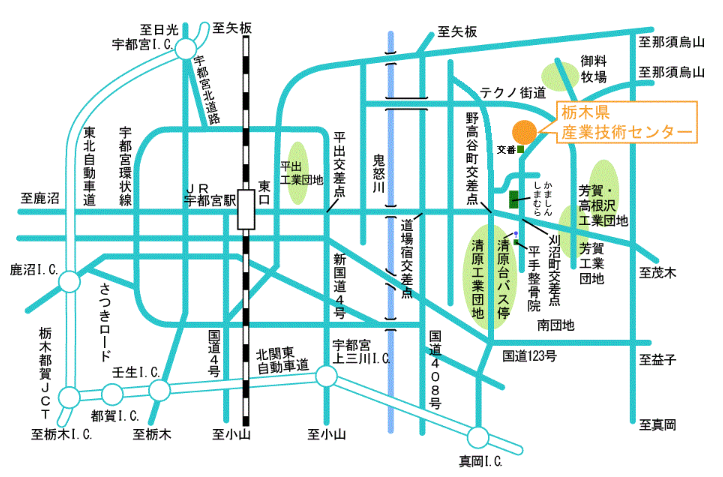 至日光
至矢板
宇都宮I.C.
宇都宮北道路
至矢板
至那須烏山
御料
牧場
至那須烏山
テクノ街道
栃木県
産業技術センター
東北自動車道
宇都宮環状線
平出交差点
鬼怒川
野高谷町交差点
交番
平出
工業団地
東口
JR
宇都宮駅
かましん
しまむら
芳賀・
高根沢
工業団地
至鹿沼
道場宿交差点
刈沼町交差点
芳賀
工業
団地
鹿沼I.C.
さつきロード
新国道4号
清原工業団地
清原台バス停
平手整骨院
至茂木
南団地
栃木都賀JCT
国道4号
北関東
自動車道
宇都宮
上三川I.C.
国道408号
国道123号
至益子
壬生I.C.
都賀I.C.
至栃木I.C.
至栃木
至小山
至小山
至真岡
真岡I.C.